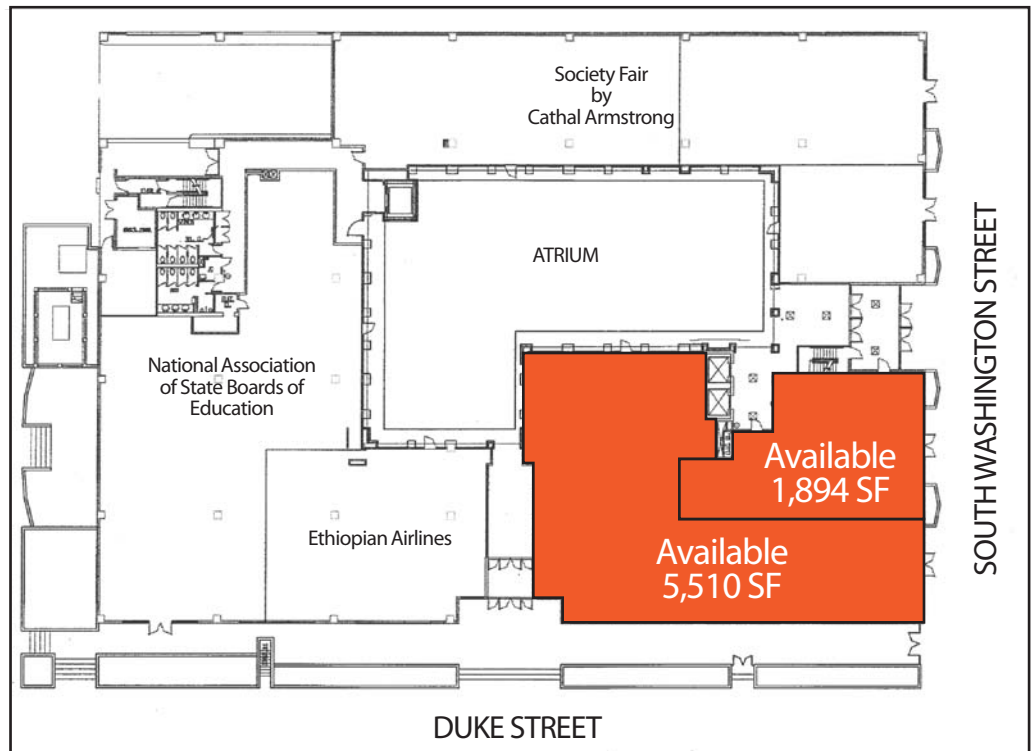 Society Fair
by
Cathal Armstrong
ATRIUM
SOUTH WASHINGTON STREET
National Association
of State Boards of
Education
Available
1,894 SF
Ethiopian Airlines
Available
5,510 SF
DUKE STREET